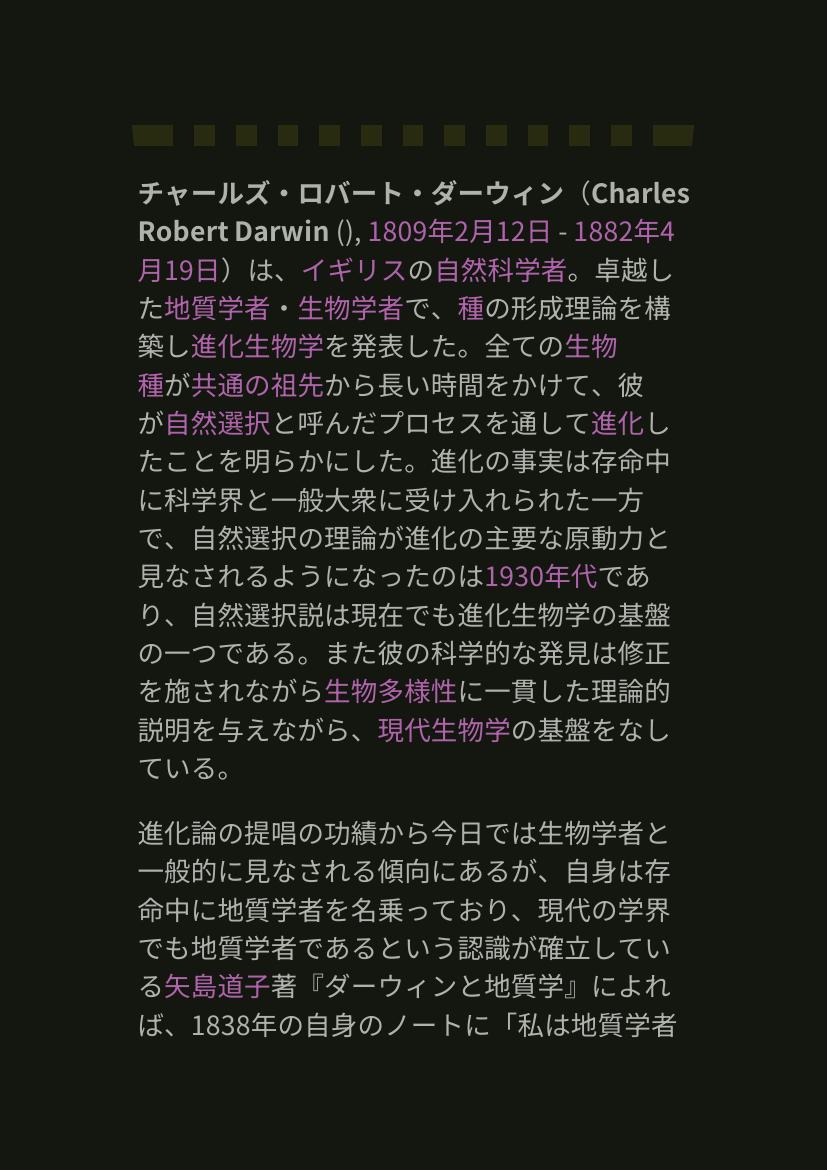 チャールズ・ロバート・ダーウィン（Charles
Robert Darwin (), 1809年2月12日 - 1882年4
月19日）は、イギリスの自然科学者。卓越し
た地質学者・生物学者で、種の形成理論を構
築し進化生物学を発表した。全ての生物
種が共通の祖先から長い時間をかけて、彼
が自然選択と呼んだプロセスを通して進化し
たことを明らかにした。進化の事実は存命中
に科学界と一般大衆に受け入れられた一方
で、自然選択の理論が進化の主要な原動力と
見なされるようになったのは1930年代であ
り、自然選択説は現在でも進化生物学の基盤
の一つである。また彼の科学的な発見は修正
を施されながら生物多様性に一貫した理論的
説明を与えながら、現代生物学の基盤をなし
ている。
進化論の提唱の功績から今日では生物学者と
一般的に見なされる傾向にあるが、自身は存
命中に地質学者を名乗っており、現代の学界
でも地質学者であるという認識が確立してい
る矢島道子著『ダーウィンと地質学』によれ
ば、1838年の自身のノートに「私は地質学者